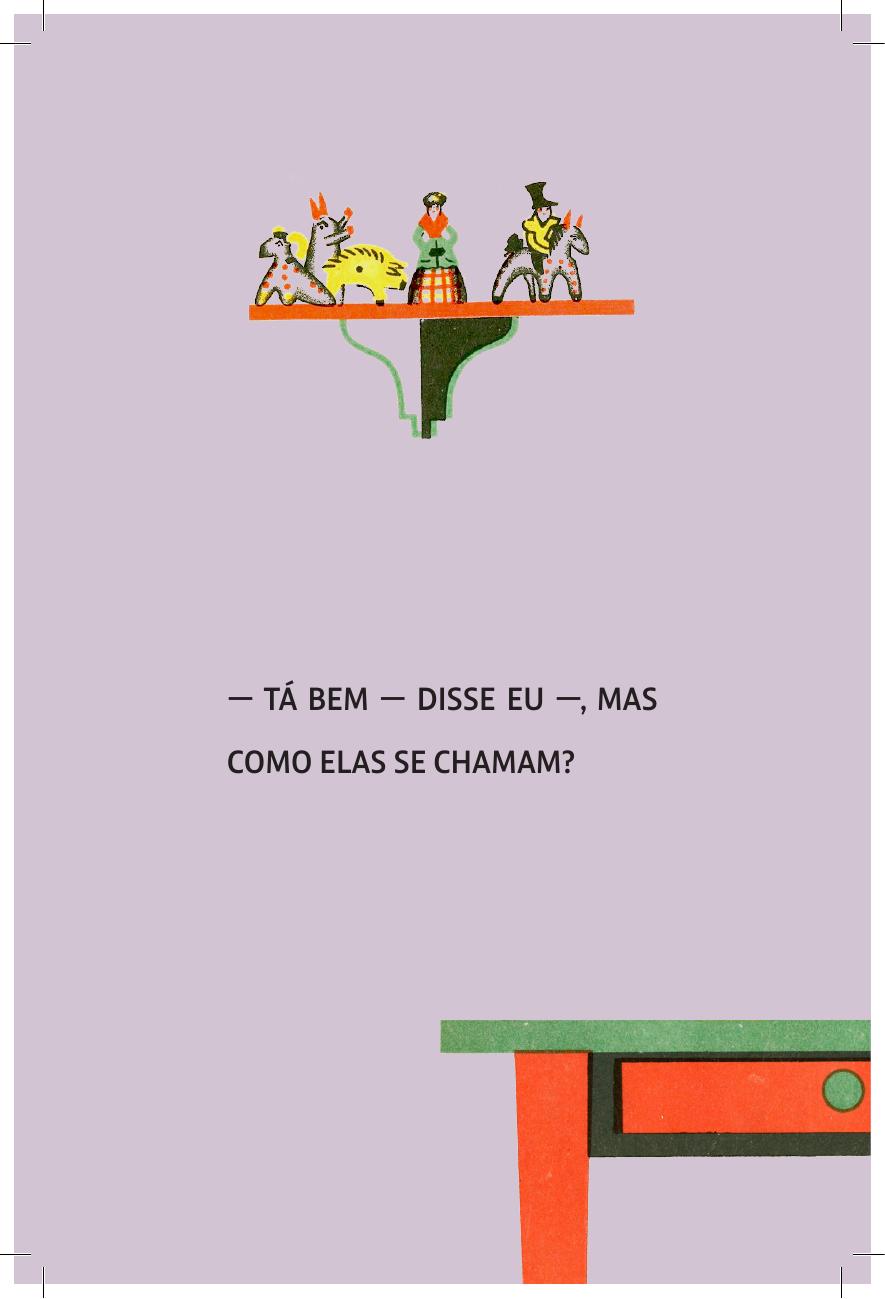 — TÁ BEM — DISSE EU —, MAS
COMO ELAS SE CHAMAM?